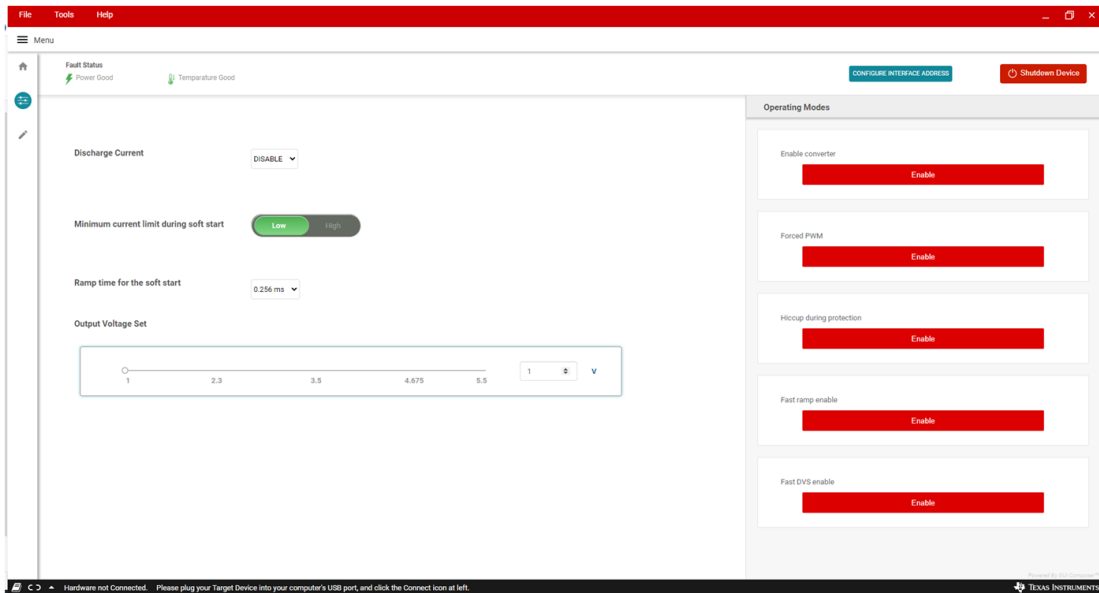 File Tools Help
Menu
Fault Status
Power Good Temparature Good
CONFIGURE INTERFACE ADDRESS
Shutdown Device
Operating Modes
Discharge Current
DISABLE
Minimum current limit during soft start
Low High
Ramp time for the soft start
0.256 ms
Output Voltage Set
1 2.3 3.5 4.675 5.5
1 V
Enable converter
Enable
Forced PWM
Enable
Hiccup during protection
Enable
Fast ramp enable
Enable
Fast DVS enable
Enable
Powered By GUI Composer™
Hardware not Connected. Please plug your Target Device into your computer's USB port, and click the Connect icon at left.
TEXAS INSTRUMENTS